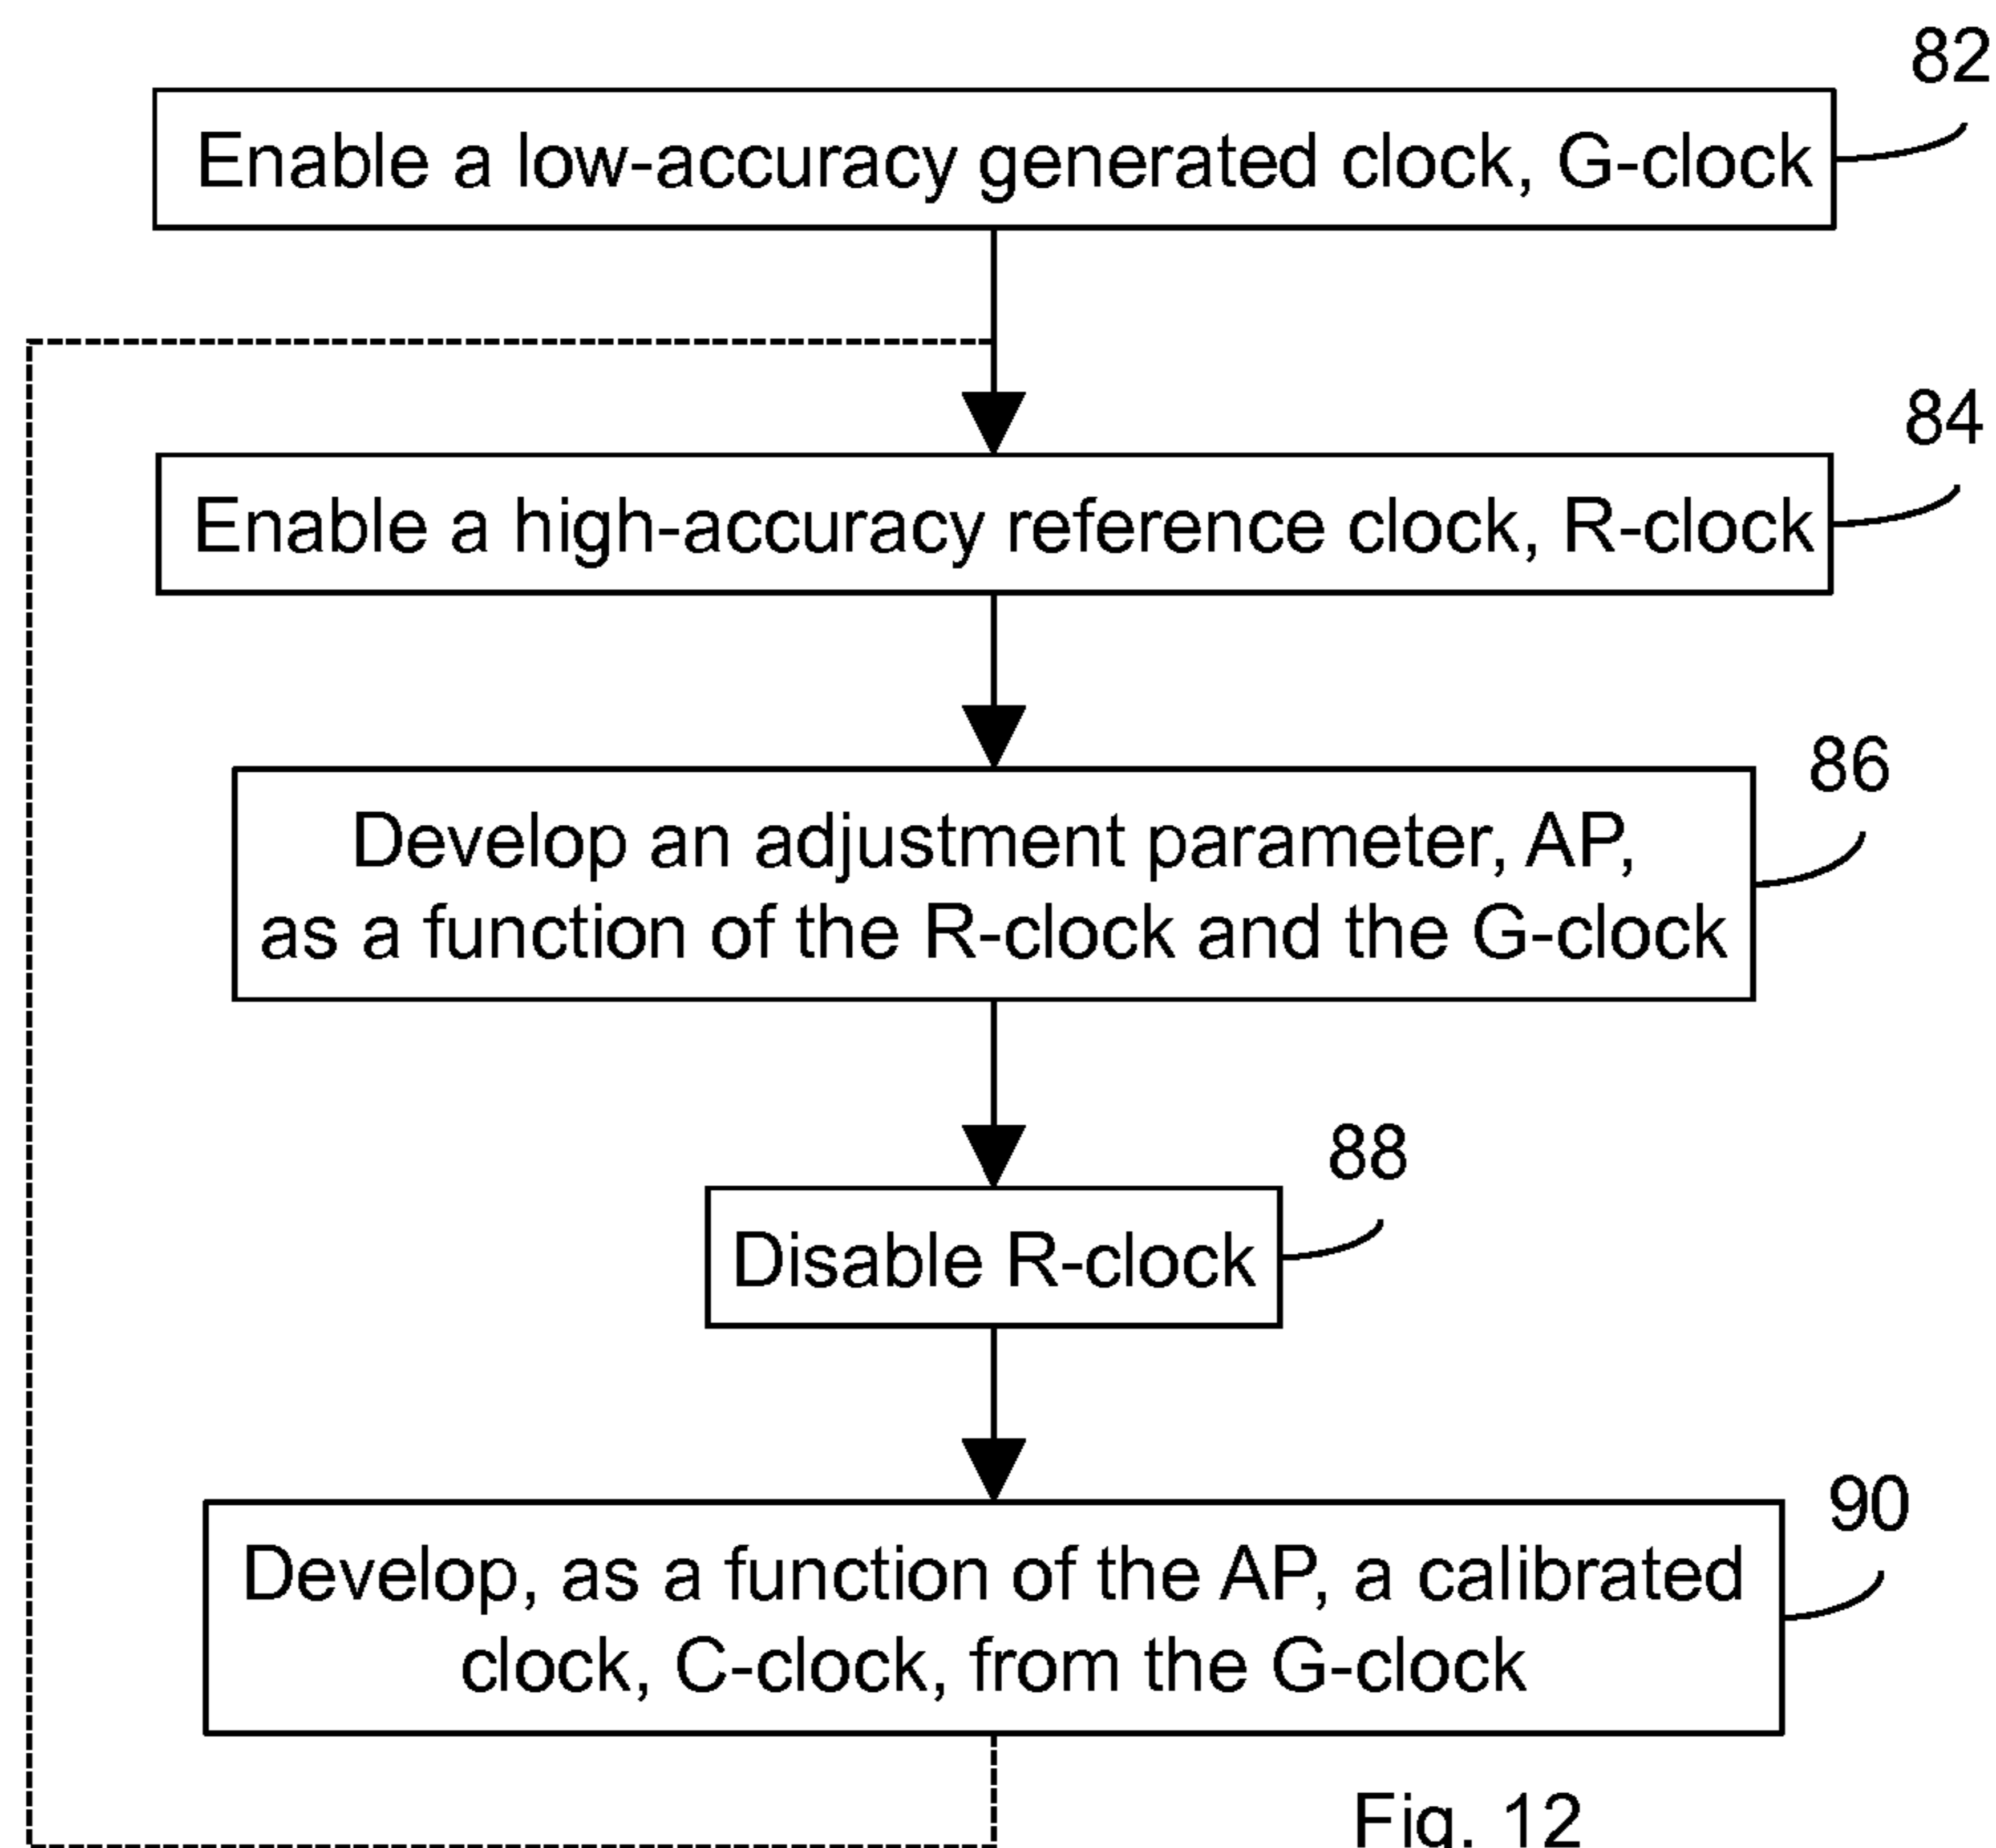 82
Enable a low-accuracy generated clock, G-clock
84
Enable a high-accuracy reference clock, R-clock
86
Develop an adjustment parameter, AP,
as a function of the R-clock and the G-clock
88
Disable R-clock
90
Develop, as a function of the AP, a calibrated
clock, C-clock, from the G-clock
Fig. 12